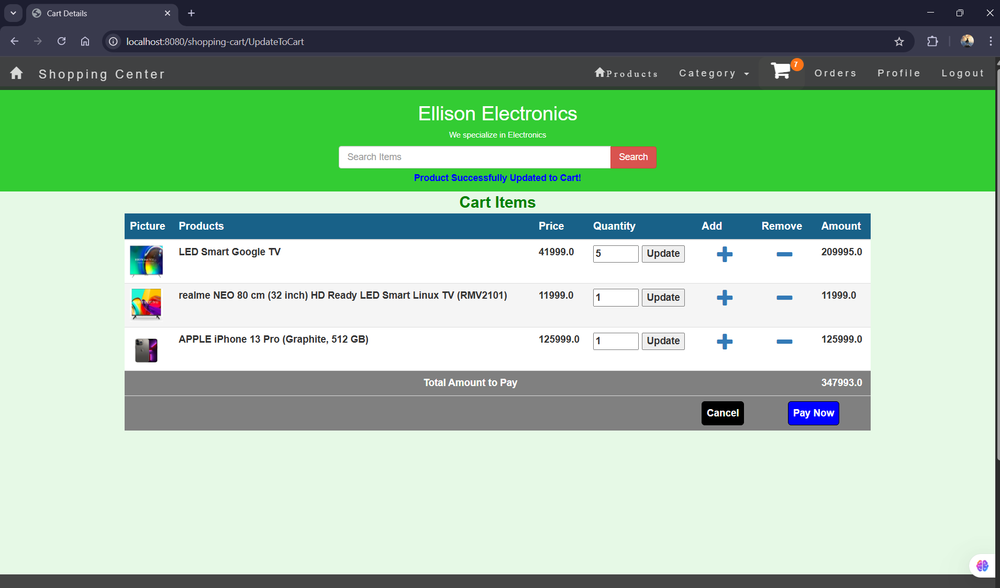 Cart Details
localhost:8080/shopping-cart/UpdateToCart
Shopping Center
Products Category 7 Orders Profile Logout
Ellison Electronics
We specialize in Electronics
Search Items Search
Product Successfully Updated to Cart!
Cart Items
Picture Products Price Quantity Add Remove Amount
LED Smart Google TV 41999.0 5 Update 209995.0
realme NEO 80 cm (32 inch) HD Ready LED Smart Linux TV (RMV2101) 11999.0 1 Update 11999.0
APPLE iPhone 13 Pro (Graphite, 512 GB) 125999.0 1 Update 125999.0
Total Amount to Pay 347993.0
Cancel Pay Now